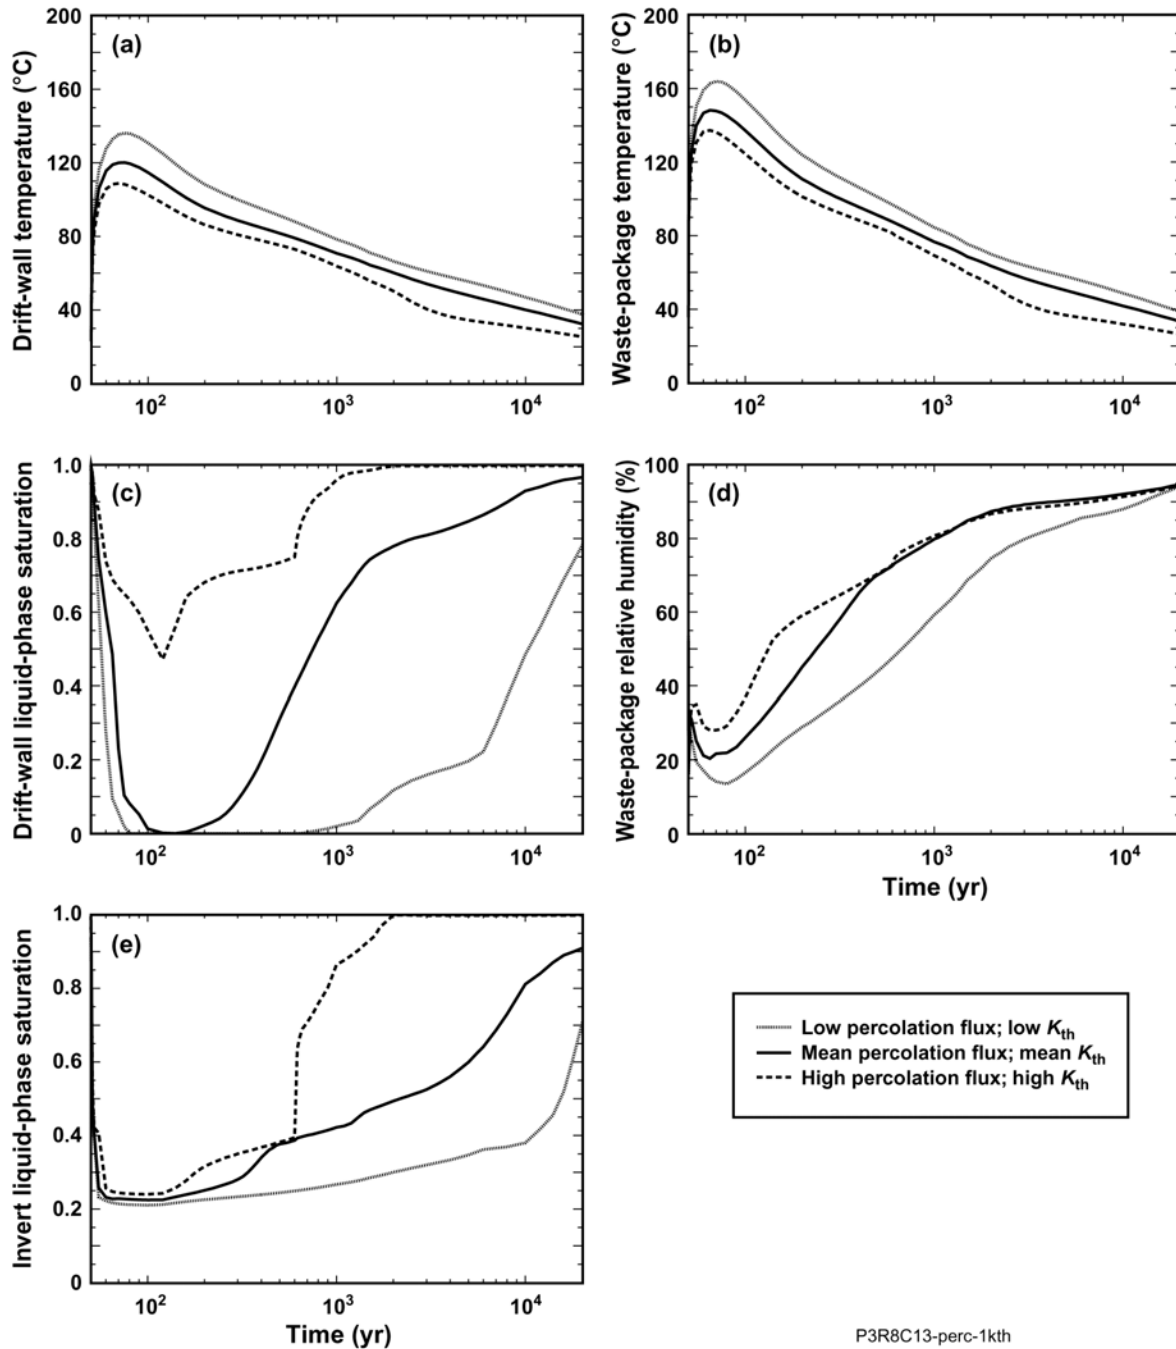 (a)
Drift-wall temperature (°C)
200
160
120
80
40
0
10²
10³
10⁴
(b)
Waste-package temperature (°C)
200
160
120
80
40
0
10²
10³
10⁴
(c)
Drift-wall liquid-phase saturation
1.0
0.8
0.6
0.4
0.2
0
10²
10³
10⁴
(d)
Waste-package relative humidity (%)
100
80
60
40
20
0
10²
10³
10⁴
Time (yr)
(e)
Invert liquid-phase saturation
1.0
0.8
0.6
0.4
0.2
0
10²
10³
10⁴
Time (yr)
Low percolation flux; low Kth
Mean percolation flux; mean Kth
High percolation flux; high Kth
P3R8C13-perc-1kth